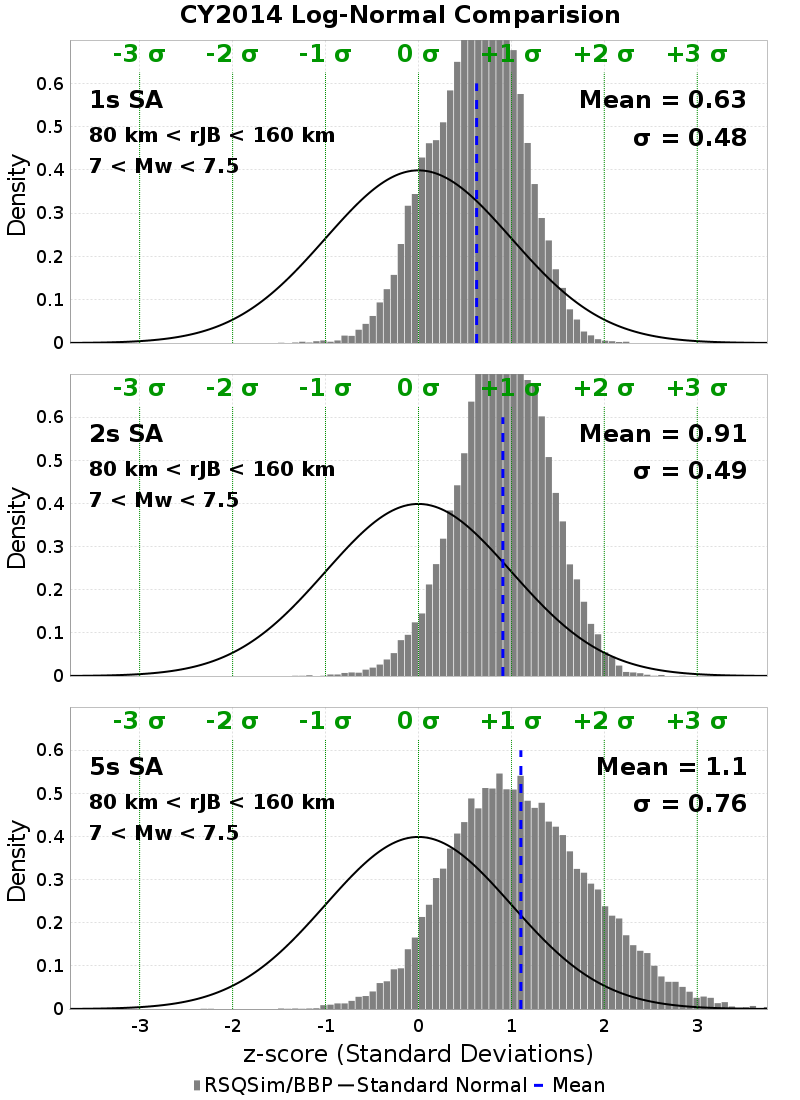 CY2014 Log-Normal Comparision
-3 σ -2 σ -1 σ 0 σ +1 σ +2 σ +3 σ
1s SA
Mean = 0.63
80 km < rJB < 160 km
σ = 0.48
7 < Mw < 7.5
Density
0.6
0.5
0.4
0.3
0.2
0.1
0
-3 σ -2 σ -1 σ 0 σ +1 σ +2 σ +3 σ
2s SA
Mean = 0.91
80 km < rJB < 160 km
σ = 0.49
7 < Mw < 7.5
Density
0.6
0.5
0.4
0.3
0.2
0.1
0
-3 σ -2 σ -1 σ 0 σ +1 σ +2 σ +3 σ
5s SA
Mean = 1.1
80 km < rJB < 160 km
σ = 0.76
7 < Mw < 7.5
Density
0.6
0.5
0.4
0.3
0.2
0.1
0
-3 -2 -1 0 1 2 3
z-score (Standard Deviations)
RSQSim/BBP Standard Normal Mean